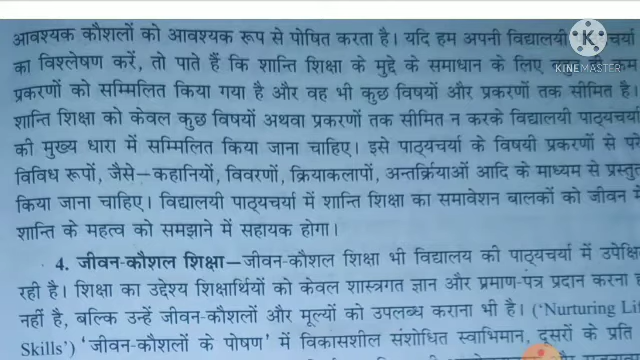 आवश्यक कौशलों को आवश्यक रूप से पोषित करता है। यदि हम अपनी विद्यालयी
का विश्लेषण करें, तो पाते हैं कि शान्ति शिक्षा के मुद्दे के समाधान के लिए
प्रकरणों को सम्मिलित किया गया है और वह भी कुछ विषयों और प्रकरणों तक सीमित है।
शान्ति शिक्षा को केवल कुछ विषयों अथवा प्रकरणों तक सीमित न करके विद्यालयी पाठ्यचर्या
की मुख्य धारा में सम्मिलित किया जाना चाहिए। इसे पाठ्यचर्या के विषयी प्रकरणों से
विविध रूपों, जैसे—कहानियों, विवरणों, क्रियाकलापों, अन्तर्क्रियाओं आदि के माध्यम से
किया जाना चाहिए। विद्यालयी पाठ्यचर्या में शान्ति शिक्षा का समावेशन बालकों को जीवन
शान्ति के महत्व को समझाने में सहायक होगा।
4. जीवन-कौशल शिक्षा—जीवन-कौशल शिक्षा भी विद्यालय की पाठ्यचर्या में
रही है। शिक्षा का उद्देश्य शिक्षार्थियों को केवल शास्त्रगत ज्ञान और प्रमाण-पत्र प्रदान करना
नहीं है, बल्कि उन्हें जीवन-कौशलों और मूल्यों को उपलब्ध कराना भी है। ('Nurturing
Skills') 'जीवन-कौशलों के पोषण' में विकासशील संशोधित स्वाभिमान, दूसरों के प्रति
KINEMASTER